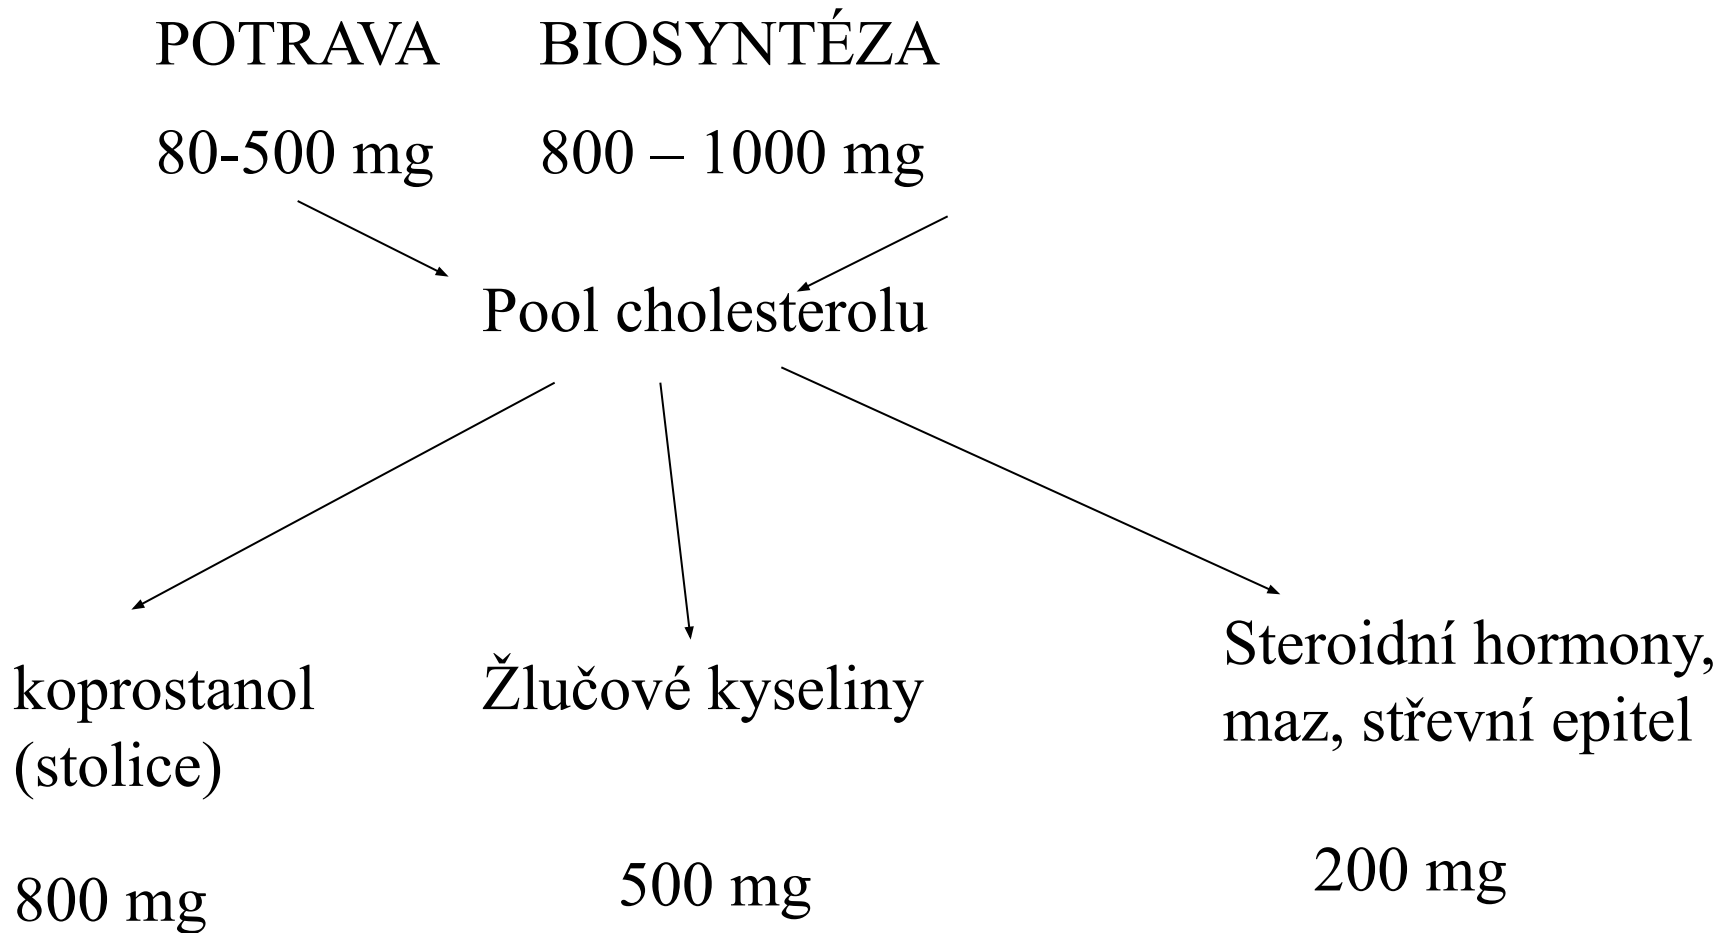 POTRAVA
BIOSYNTÉZA
80-500 mg
800 – 1000 mg
Pool cholesterolu
koprostanol
(stolice)
800 mg
Žlučové kyseliny
500 mg
Steroidní hormony,
maz, střevní epitel
200 mg